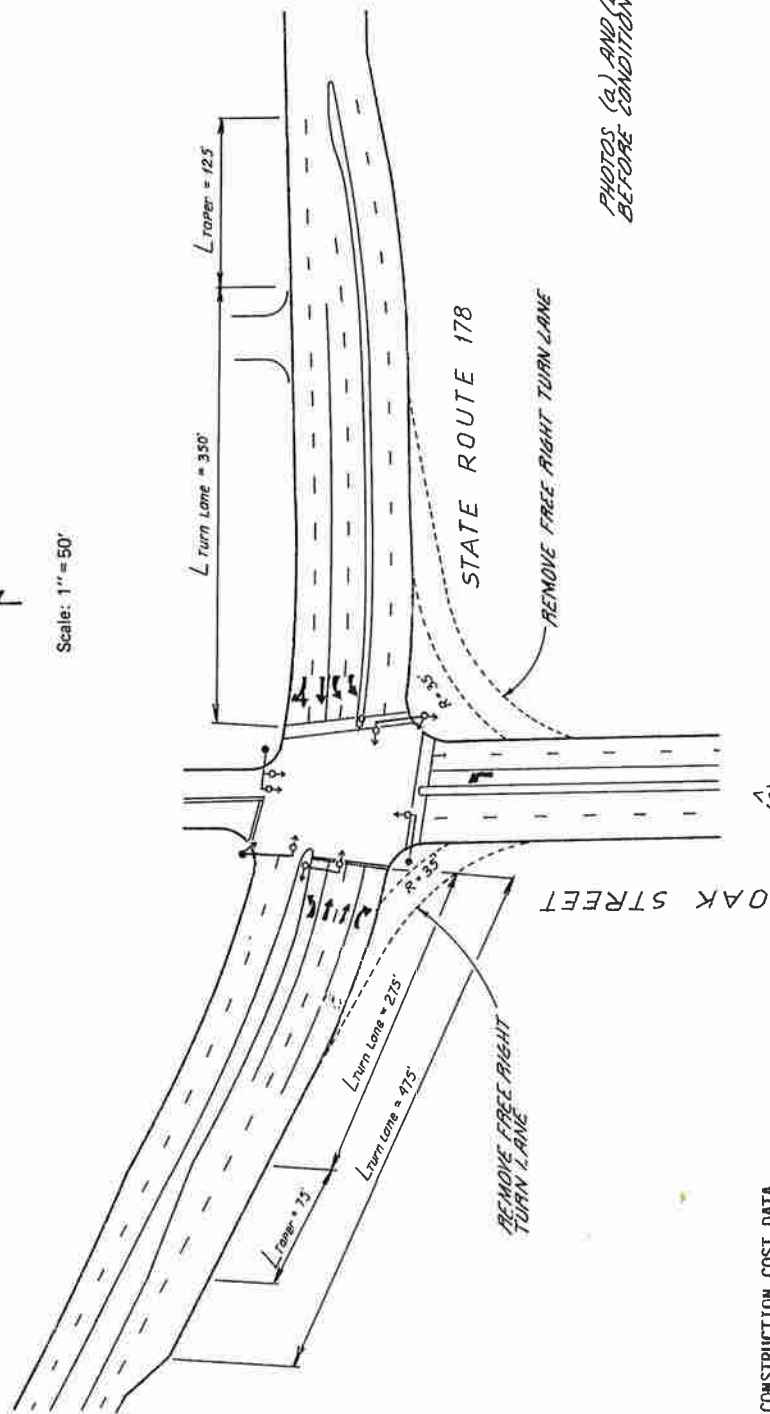 Scale: 1" = 50'
L Taper = 125'
L Turn Lane = 350'
PHOTOS (a) AND
BEFORE CONDITION
STATE ROUTE 178
REMOVE FREE RIGHT TURN LANE
R = 35'
R = 35'
OAK STREET
L Turn Lane = 275'
L Turn Lane = 475'
L Taper = 75'
REMOVE FREE RIGHT
TURN LANE
CONSTRUCTION COST DATA